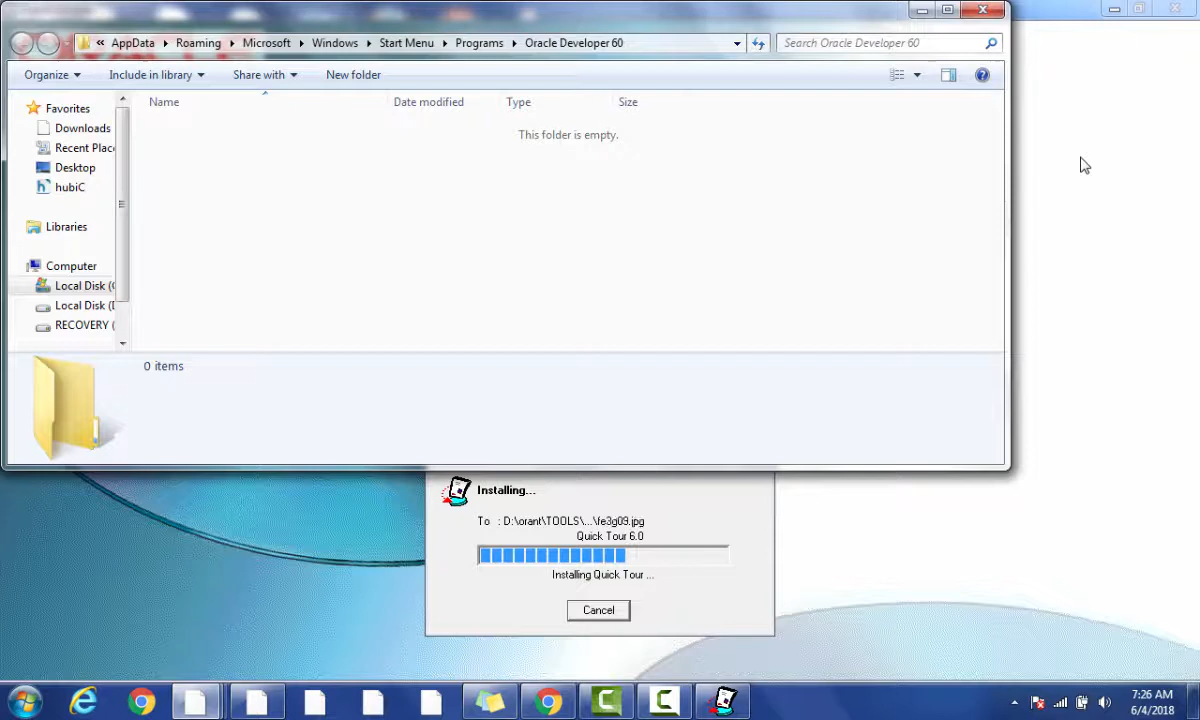 « AppData Roaming Microsoft Windows Start Menu Programs Oracle Developer 60
Search Oracle Developer 60
Organize Include in library Share with New folder
Favorites
Downloads
Recent Plac
Desktop
hubiC
Libraries
Computer
Local Disk (C
Local Disk (D
RECOVERY (
Name Date modified Type Size
This folder is empty.
0 items
Installing...
To : D:\orant\TOOLS\...\fe3g09.jpg
Quick Tour 6.0
Installing Quick Tour ...
Cancel
7:26 AM
6/4/2018